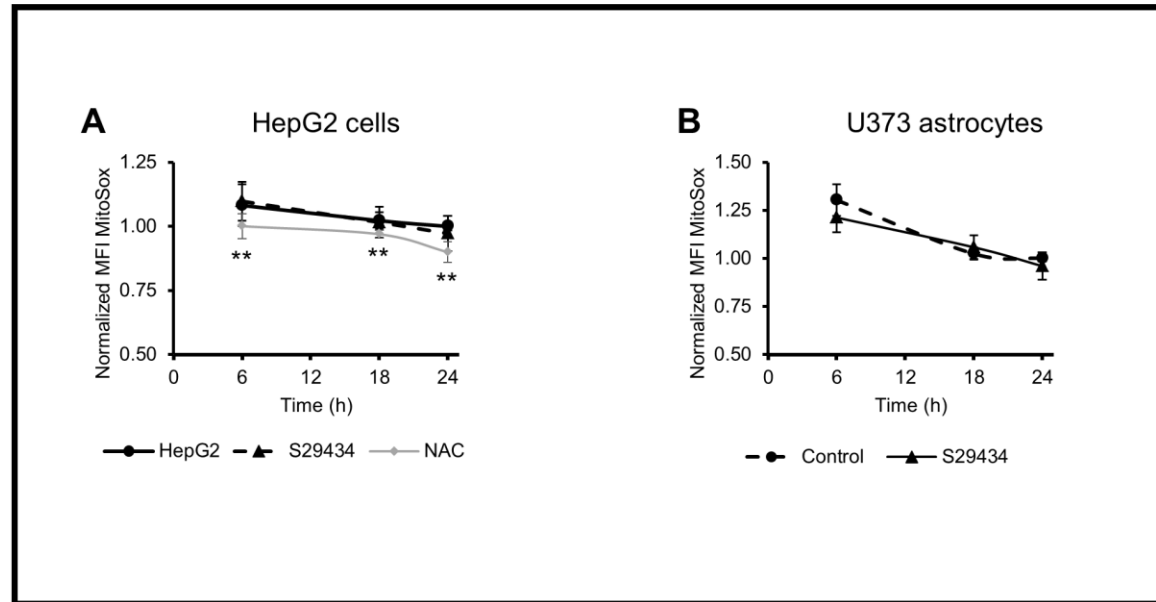 A
HepG2 cells
Normalized MFI MitoSox
1.25
1.00
0.75
0.50
**
**
**
0
6
12
18
24
Time (h)
HepG2
S29434
NAC
B
U373 astrocytes
Normalized MFI MitoSox
1.50
1.25
1.00
0.75
0.50
0
6
12
18
24
Time (h)
Control
S29434